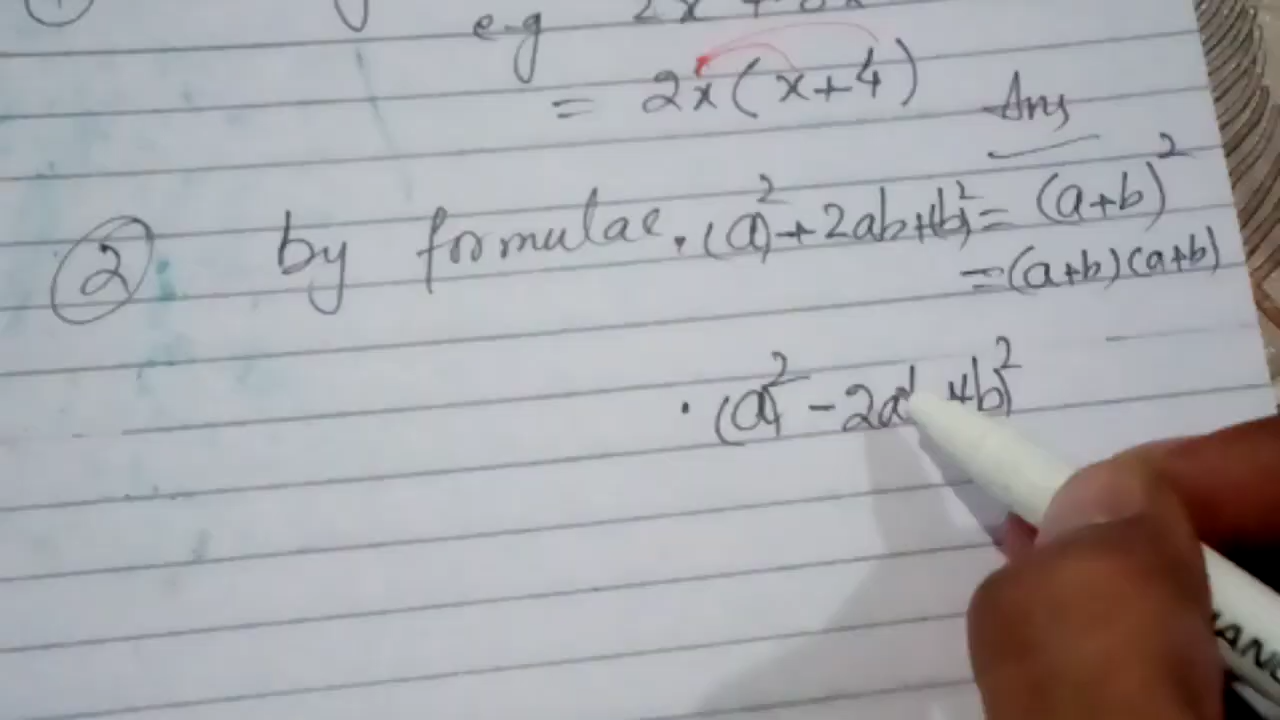 e.g
= 2x(x+4) Ans
② by formulae. (a)²+2ab+(b)² = (a+b)²
=(a+b)(a+b)
· (a)² - 2a +(b)²